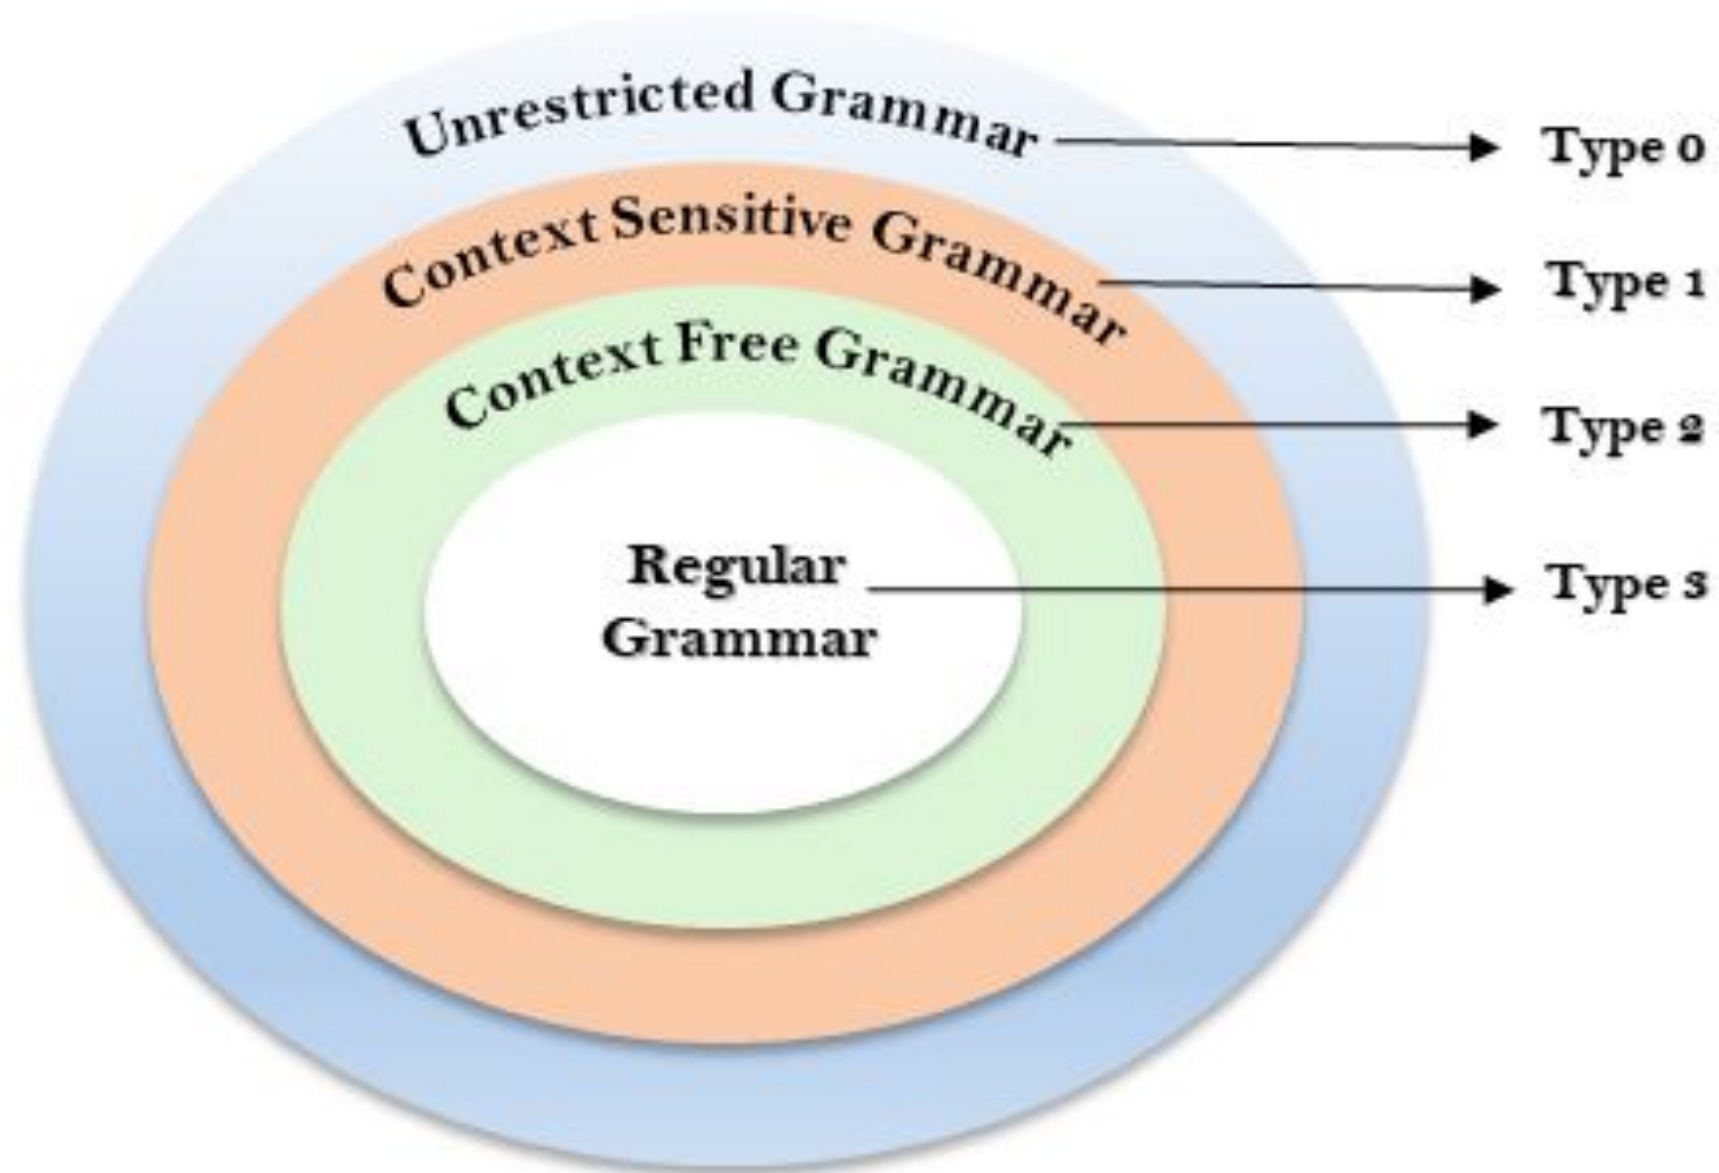 Unrestricted Grammar
Type 0
Context Sensitive Grammar
Type 1
Context Free Grammar
Type 2
Regular
Grammar
Type 3